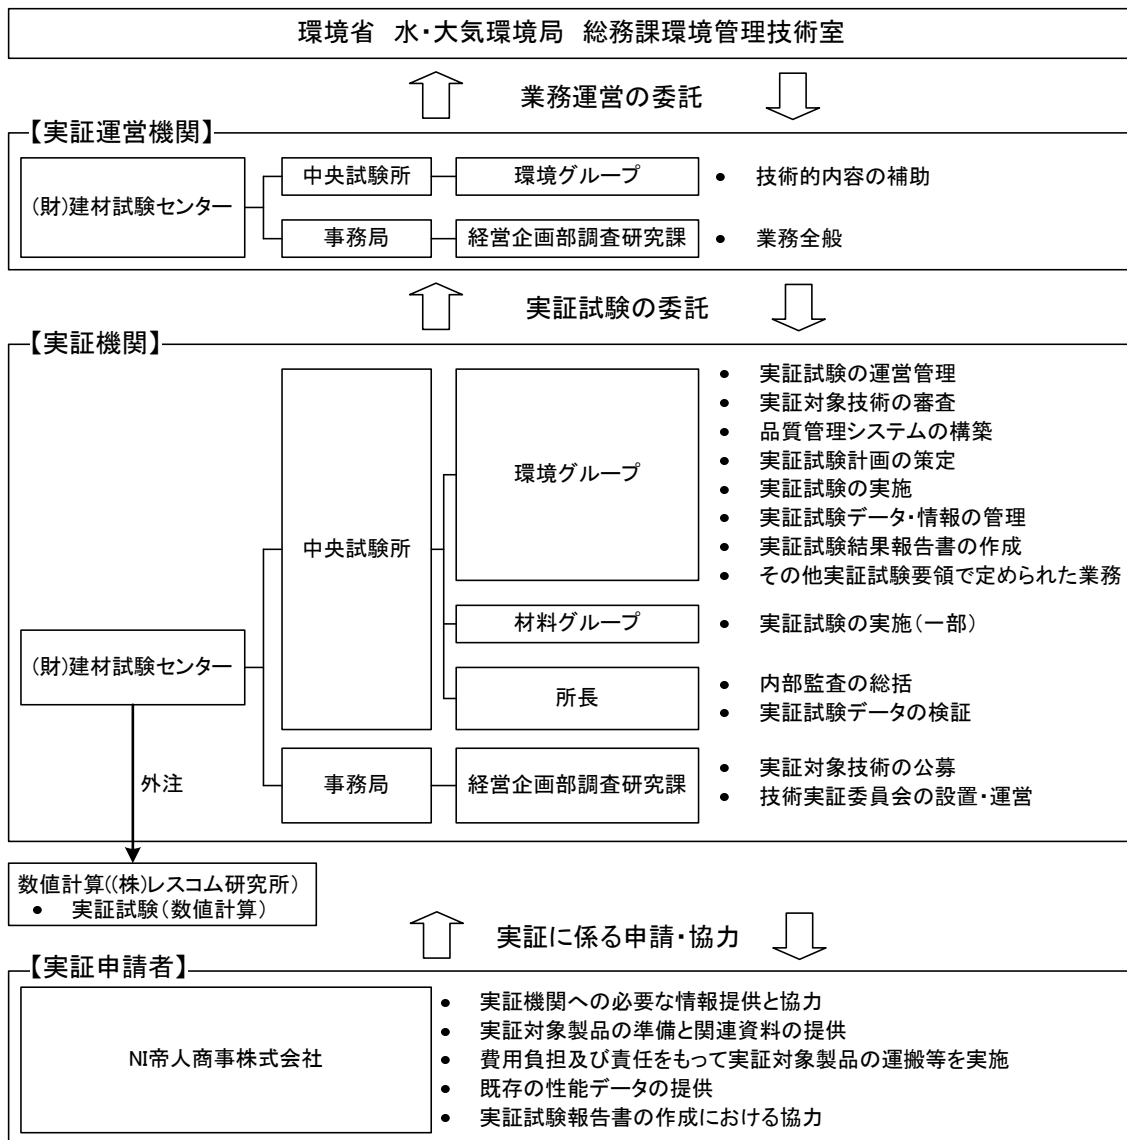 環境省　水・大気環境局　総務課環境管理技術室
業務運営の委託
【実証運営機関】
(財)建材試験センター
中央試験所
環境グループ
● 技術的内容の補助
事務局
経営企画部調査研究課
● 業務全般
実証試験の委託
【実証機関】
(財)建材試験センター
中央試験所
環境グループ
● 実証試験の運営管理
● 実証対象技術の審査
● 品質管理システムの構築
● 実証試験計画の策定
● 実証試験の実施
● 実証試験データ・情報の管理
● 実証試験結果報告書の作成
● その他実証試験要領で定められた業務
材料グループ
● 実証試験の実施(一部)
所長
● 内部監査の総括
● 実証試験データの検証
事務局
経営企画部調査研究課
● 実証対象技術の公募
● 技術実証委員会の設置・運営
外注
数値計算((株)レスコム研究所)
● 実証試験(数値計算)
実証に係る申請・協力
【実証申請者】
NI帝人商事株式会社
● 実証機関への必要な情報提供と協力
● 実証対象製品の準備と関連資料の提供
● 費用負担及び責任をもって実証対象製品の運搬等を実施
● 既存の性能データの提供
● 実証試験報告書の作成における協力